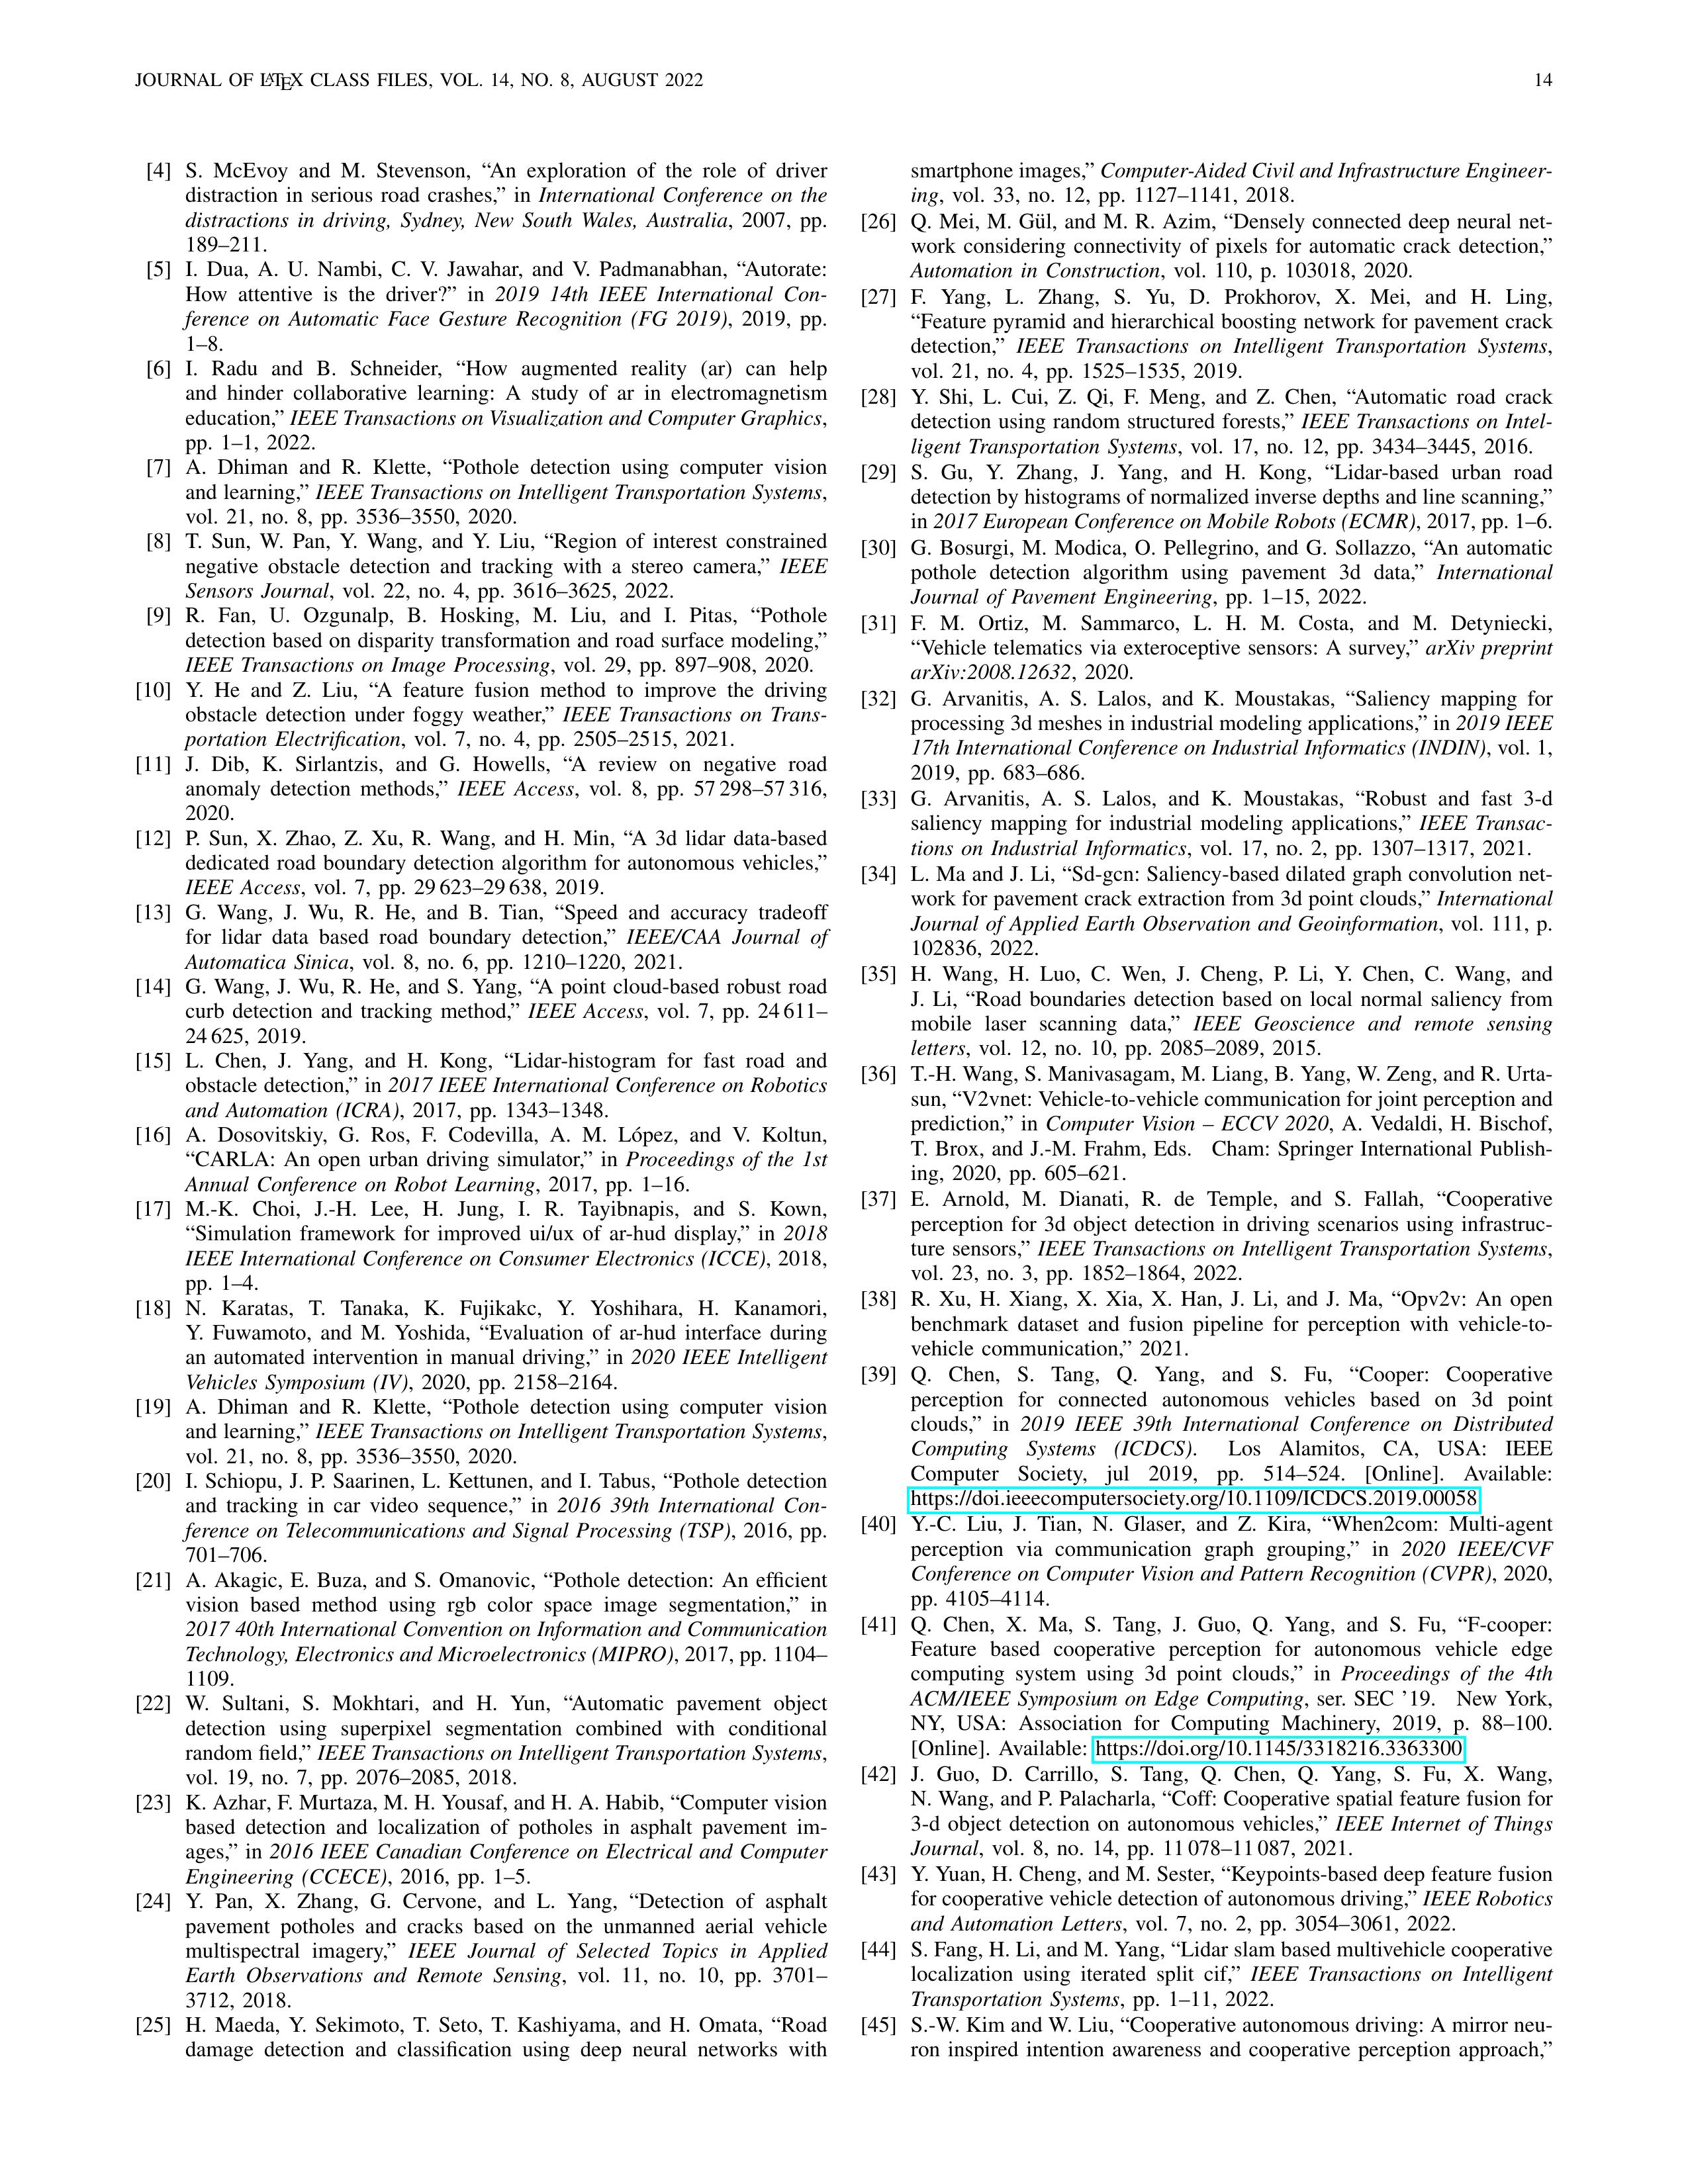 JOURNAL OF LATEX CLASS FILES, VOL. 14, NO. 8, AUGUST 2022
14
[4] S. McEvoy and M. Stevenson, “An exploration of the role of driver
distraction in serious road crashes,” in International Conference on the
distractions in driving, Sydney, New South Wales, Australia, 2007, pp.
189–211.
[5] I. Dua, A. U. Nambi, C. V. Jawahar, and V. Padmanabhan, “Autorate:
How attentive is the driver?” in 2019 14th IEEE International Con-
ference on Automatic Face Gesture Recognition (FG 2019), 2019, pp.
1–8.
[6] I. Radu and B. Schneider, “How augmented reality (ar) can help
and hinder collaborative learning: A study of ar in electromagnetism
education,” IEEE Transactions on Visualization and Computer Graphics,
pp. 1–1, 2022.
[7] A. Dhiman and R. Klette, “Pothole detection using computer vision
and learning,” IEEE Transactions on Intelligent Transportation Systems,
vol. 21, no. 8, pp. 3536–3550, 2020.
[8] T. Sun, W. Pan, Y. Wang, and Y. Liu, “Region of interest constrained
negative obstacle detection and tracking with a stereo camera,” IEEE
Sensors Journal, vol. 22, no. 4, pp. 3616–3625, 2022.
[9] R. Fan, U. Ozgunalp, B. Hosking, M. Liu, and I. Pitas, “Pothole
detection based on disparity transformation and road surface modeling,”
IEEE Transactions on Image Processing, vol. 29, pp. 897–908, 2020.
[10] Y. He and Z. Liu, “A feature fusion method to improve the driving
obstacle detection under foggy weather,” IEEE Transactions on Trans-
portation Electrification, vol. 7, no. 4, pp. 2505–2515, 2021.
[11] J. Dib, K. Sirlantzis, and G. Howells, “A review on negative road
anomaly detection methods,” IEEE Access, vol. 8, pp. 57 298–57 316,
2020.
[12] P. Sun, X. Zhao, Z. Xu, R. Wang, and H. Min, “A 3d lidar data-based
dedicated road boundary detection algorithm for autonomous vehicles,”
IEEE Access, vol. 7, pp. 29 623–29 638, 2019.
[13] G. Wang, J. Wu, R. He, and B. Tian, “Speed and accuracy tradeoff
for lidar data based road boundary detection,” IEEE/CAA Journal of
Automatica Sinica, vol. 8, no. 6, pp. 1210–1220, 2021.
[14] G. Wang, J. Wu, R. He, and S. Yang, “A point cloud-based robust road
curb detection and tracking method,” IEEE Access, vol. 7, pp. 24 611–
24 625, 2019.
[15] L. Chen, J. Yang, and H. Kong, “Lidar-histogram for fast road and
obstacle detection,” in 2017 IEEE International Conference on Robotics
and Automation (ICRA), 2017, pp. 1343–1348.
[16] A. Dosovitskiy, G. Ros, F. Codevilla, A. M. López, and V. Koltun,
“CARLA: An open urban driving simulator,” in Proceedings of the 1st
Annual Conference on Robot Learning, 2017, pp. 1–16.
[17] M.-K. Choi, J.-H. Lee, H. Jung, I. R. Tayibnapis, and S. Kown,
“Simulation framework for improved ui/ux of ar-hud display,” in 2018
IEEE International Conference on Consumer Electronics (ICCE), 2018,
pp. 1–4.
[18] N. Karatas, T. Tanaka, K. Fujikakc, Y. Yoshihara, H. Kanamori,
Y. Fuwamoto, and M. Yoshida, “Evaluation of ar-hud interface during
an automated intervention in manual driving,” in 2020 IEEE Intelligent
Vehicles Symposium (IV), 2020, pp. 2158–2164.
[19] A. Dhiman and R. Klette, “Pothole detection using computer vision
and learning,” IEEE Transactions on Intelligent Transportation Systems,
vol. 21, no. 8, pp. 3536–3550, 2020.
[20] I. Schiopu, J. P. Saarinen, L. Kettunen, and I. Tabus, “Pothole detection
and tracking in car video sequence,” in 2016 39th International Con-
ference on Telecommunications and Signal Processing (TSP), 2016, pp.
701–706.
[21] A. Akagic, E. Buza, and S. Omanovic, “Pothole detection: An efficient
vision based method using rgb color space image segmentation,” in
2017 40th International Convention on Information and Communication
Technology, Electronics and Microelectronics (MIPRO), 2017, pp. 1104–
1109.
[22] W. Sultani, S. Mokhtari, and H. Yun, “Automatic pavement object
detection using superpixel segmentation combined with conditional
random field,” IEEE Transactions on Intelligent Transportation Systems,
vol. 19, no. 7, pp. 2076–2085, 2018.
[23] K. Azhar, F. Murtaza, M. H. Yousaf, and H. A. Habib, “Computer vision
based detection and localization of potholes in asphalt pavement im-
ages,” in 2016 IEEE Canadian Conference on Electrical and Computer
Engineering (CCECE), 2016, pp. 1–5.
[24] Y. Pan, X. Zhang, G. Cervone, and L. Yang, “Detection of asphalt
pavement potholes and cracks based on the unmanned aerial vehicle
multispectral imagery,” IEEE Journal of Selected Topics in Applied
Earth Observations and Remote Sensing, vol. 11, no. 10, pp. 3701–
3712, 2018.
[25] H. Maeda, Y. Sekimoto, T. Seto, T. Kashiyama, and H. Omata, “Road
damage detection and classification using deep neural networks with
smartphone images,” Computer-Aided Civil and Infrastructure Engineer-
ing, vol. 33, no. 12, pp. 1127–1141, 2018.
[26] Q. Mei, M. Gül, and M. R. Azim, “Densely connected deep neural net-
work considering connectivity of pixels for automatic crack detection,”
Automation in Construction, vol. 110, p. 103018, 2020.
[27] F. Yang, L. Zhang, S. Yu, D. Prokhorov, X. Mei, and H. Ling,
“Feature pyramid and hierarchical boosting network for pavement crack
detection,” IEEE Transactions on Intelligent Transportation Systems,
vol. 21, no. 4, pp. 1525–1535, 2019.
[28] Y. Shi, L. Cui, Z. Qi, F. Meng, and Z. Chen, “Automatic road crack
detection using random structured forests,” IEEE Transactions on Intel-
ligent Transportation Systems, vol. 17, no. 12, pp. 3434–3445, 2016.
[29] S. Gu, Y. Zhang, J. Yang, and H. Kong, “Lidar-based urban road
detection by histograms of normalized inverse depths and line scanning,”
in 2017 European Conference on Mobile Robots (ECMR), 2017, pp. 1–6.
[30] G. Bosurgi, M. Modica, O. Pellegrino, and G. Sollazzo, “An automatic
pothole detection algorithm using pavement 3d data,” International
Journal of Pavement Engineering, pp. 1–15, 2022.
[31] F. M. Ortiz, M. Sammarco, L. H. M. Costa, and M. Detyniecki,
“Vehicle telematics via exteroceptive sensors: A survey,” arXiv preprint
arXiv:2008.12632, 2020.
[32] G. Arvanitis, A. S. Lalos, and K. Moustakas, “Saliency mapping for
processing 3d meshes in industrial modeling applications,” in 2019 IEEE
17th International Conference on Industrial Informatics (INDIN), vol. 1,
2019, pp. 683–686.
[33] G. Arvanitis, A. S. Lalos, and K. Moustakas, “Robust and fast 3-d
saliency mapping for industrial modeling applications,” IEEE Transac-
tions on Industrial Informatics, vol. 17, no. 2, pp. 1307–1317, 2021.
[34] L. Ma and J. Li, “Sd-gcn: Saliency-based dilated graph convolution net-
work for pavement crack extraction from 3d point clouds,” International
Journal of Applied Earth Observation and Geoinformation, vol. 111, p.
102836, 2022.
[35] H. Wang, H. Luo, C. Wen, J. Cheng, P. Li, Y. Chen, C. Wang, and
J. Li, “Road boundaries detection based on local normal saliency from
mobile laser scanning data,” IEEE Geoscience and remote sensing
letters, vol. 12, no. 10, pp. 2085–2089, 2015.
[36] T.-H. Wang, S. Manivasagam, M. Liang, B. Yang, W. Zeng, and R. Urta-
sun, “V2vnet: Vehicle-to-vehicle communication for joint perception and
prediction,” in Computer Vision – ECCV 2020, A. Vedaldi, H. Bischof,
T. Brox, and J.-M. Frahm, Eds. Cham: Springer International Publish-
ing, 2020, pp. 605–621.
[37] E. Arnold, M. Dianati, R. de Temple, and S. Fallah, “Cooperative
perception for 3d object detection in driving scenarios using infrastruc-
ture sensors,” IEEE Transactions on Intelligent Transportation Systems,
vol. 23, no. 3, pp. 1852–1864, 2022.
[38] R. Xu, H. Xiang, X. Xia, X. Han, J. Li, and J. Ma, “Opv2v: An open
benchmark dataset and fusion pipeline for perception with vehicle-to-
vehicle communication,” 2021.
[39] Q. Chen, S. Tang, Q. Yang, and S. Fu, “Cooper: Cooperative
perception for connected autonomous vehicles based on 3d point
clouds,” in 2019 IEEE 39th International Conference on Distributed
Computing Systems (ICDCS). Los Alamitos, CA, USA: IEEE
Computer Society, jul 2019, pp. 514–524. [Online]. Available:
https://doi.ieeecomputersociety.org/10.1109/ICDCS.2019.00058
[40] Y.-C. Liu, J. Tian, N. Glaser, and Z. Kira, “When2com: Multi-agent
perception via communication graph grouping,” in 2020 IEEE/CVF
Conference on Computer Vision and Pattern Recognition (CVPR), 2020,
pp. 4105–4114.
[41] Q. Chen, X. Ma, S. Tang, J. Guo, Q. Yang, and S. Fu, “F-cooper:
Feature based cooperative perception for autonomous vehicle edge
computing system using 3d point clouds,” in Proceedings of the 4th
ACM/IEEE Symposium on Edge Computing, ser. SEC ’19. New York,
NY, USA: Association for Computing Machinery, 2019, p. 88–100.
[Online]. Available: https://doi.org/10.1145/3318216.3363300
[42] J. Guo, D. Carrillo, S. Tang, Q. Chen, Q. Yang, S. Fu, X. Wang,
N. Wang, and P. Palacharla, “Coff: Cooperative spatial feature fusion for
3-d object detection on autonomous vehicles,” IEEE Internet of Things
Journal, vol. 8, no. 14, pp. 11 078–11 087, 2021.
[43] Y. Yuan, H. Cheng, and M. Sester, “Keypoints-based deep feature fusion
for cooperative vehicle detection of autonomous driving,” IEEE Robotics
and Automation Letters, vol. 7, no. 2, pp. 3054–3061, 2022.
[44] S. Fang, H. Li, and M. Yang, “Lidar slam based multivehicle cooperative
localization using iterated split cif,” IEEE Transactions on Intelligent
Transportation Systems, pp. 1–11, 2022.
[45] S.-W. Kim and W. Liu, “Cooperative autonomous driving: A mirror neu-
ron inspired intention awareness and cooperative perception approach,”